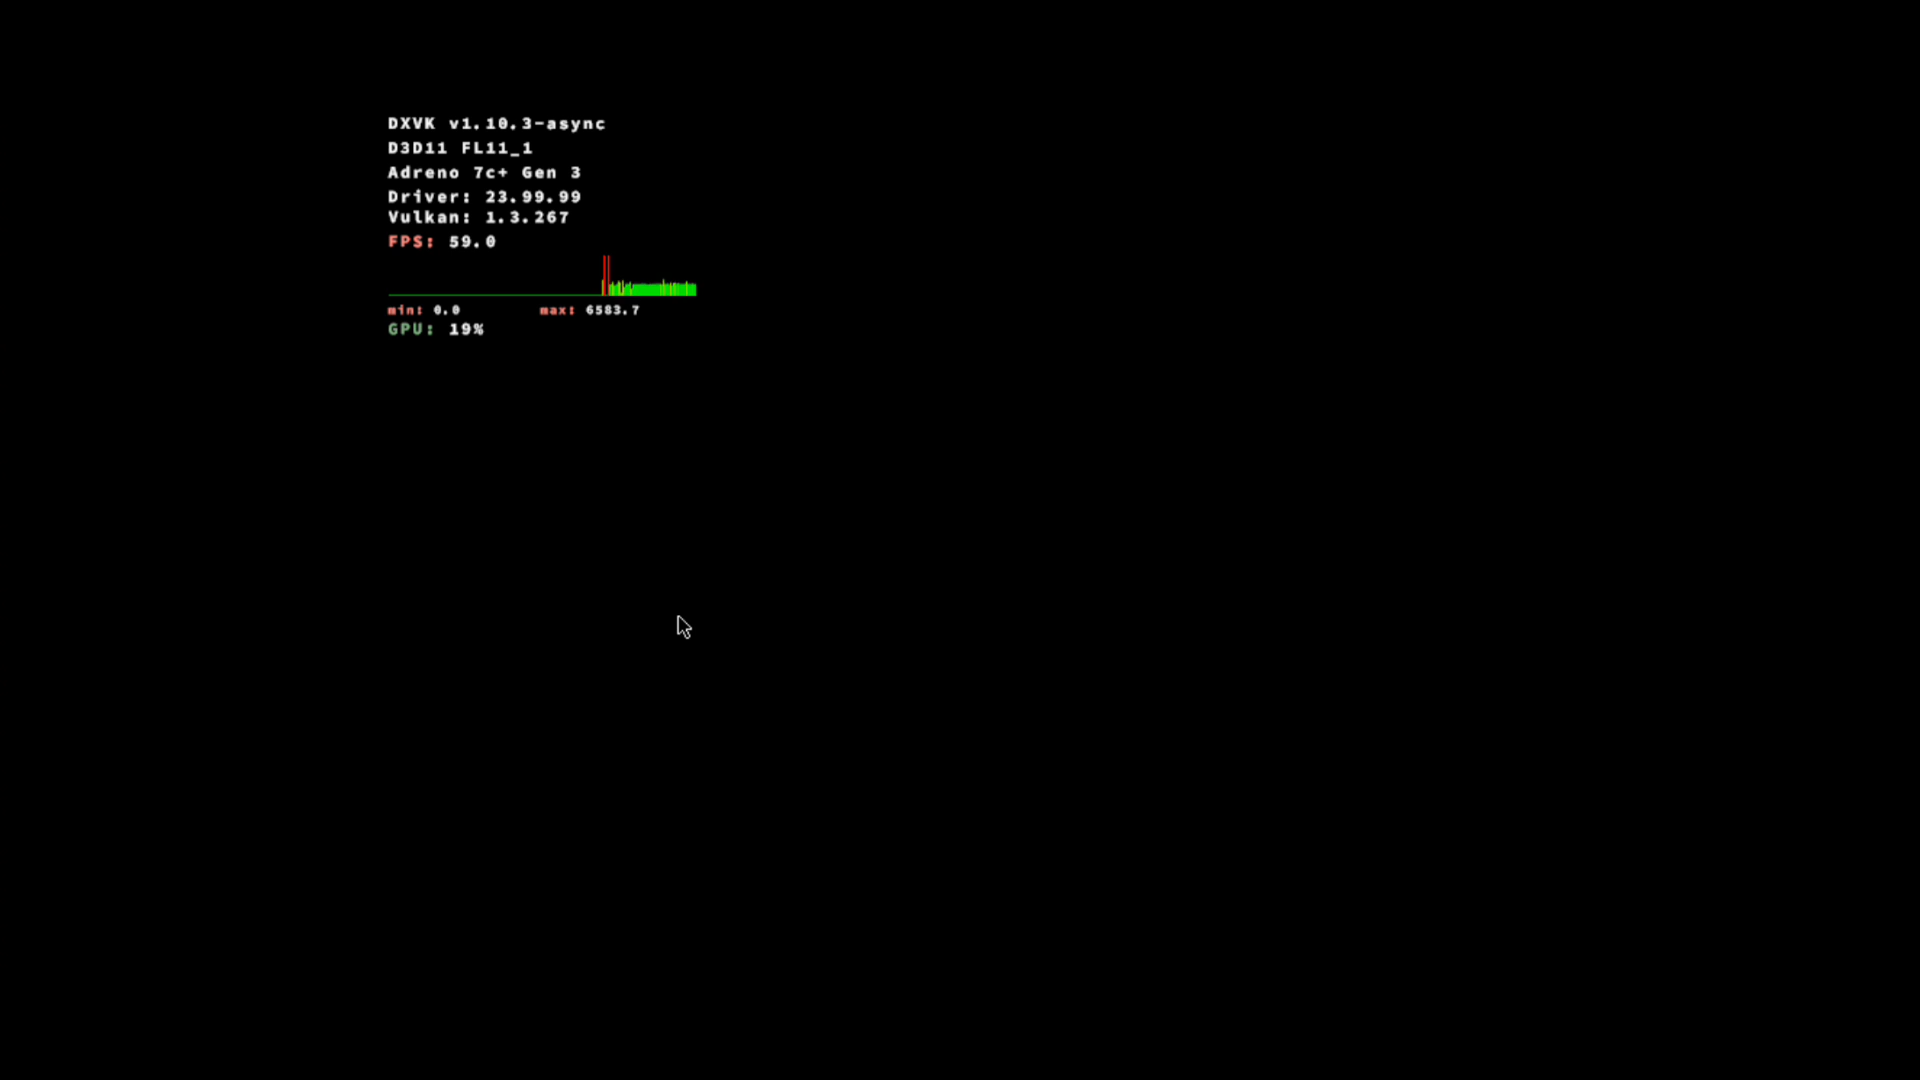 DXVK v1.10.3-async
D3D11 FL11_1
Adreno 7c+ Gen 3
Driver: 23.99.99
Vulkan: 1.3.267
FPS: 59.0
min: 0.0 max: 6583.7
GPU: 19%